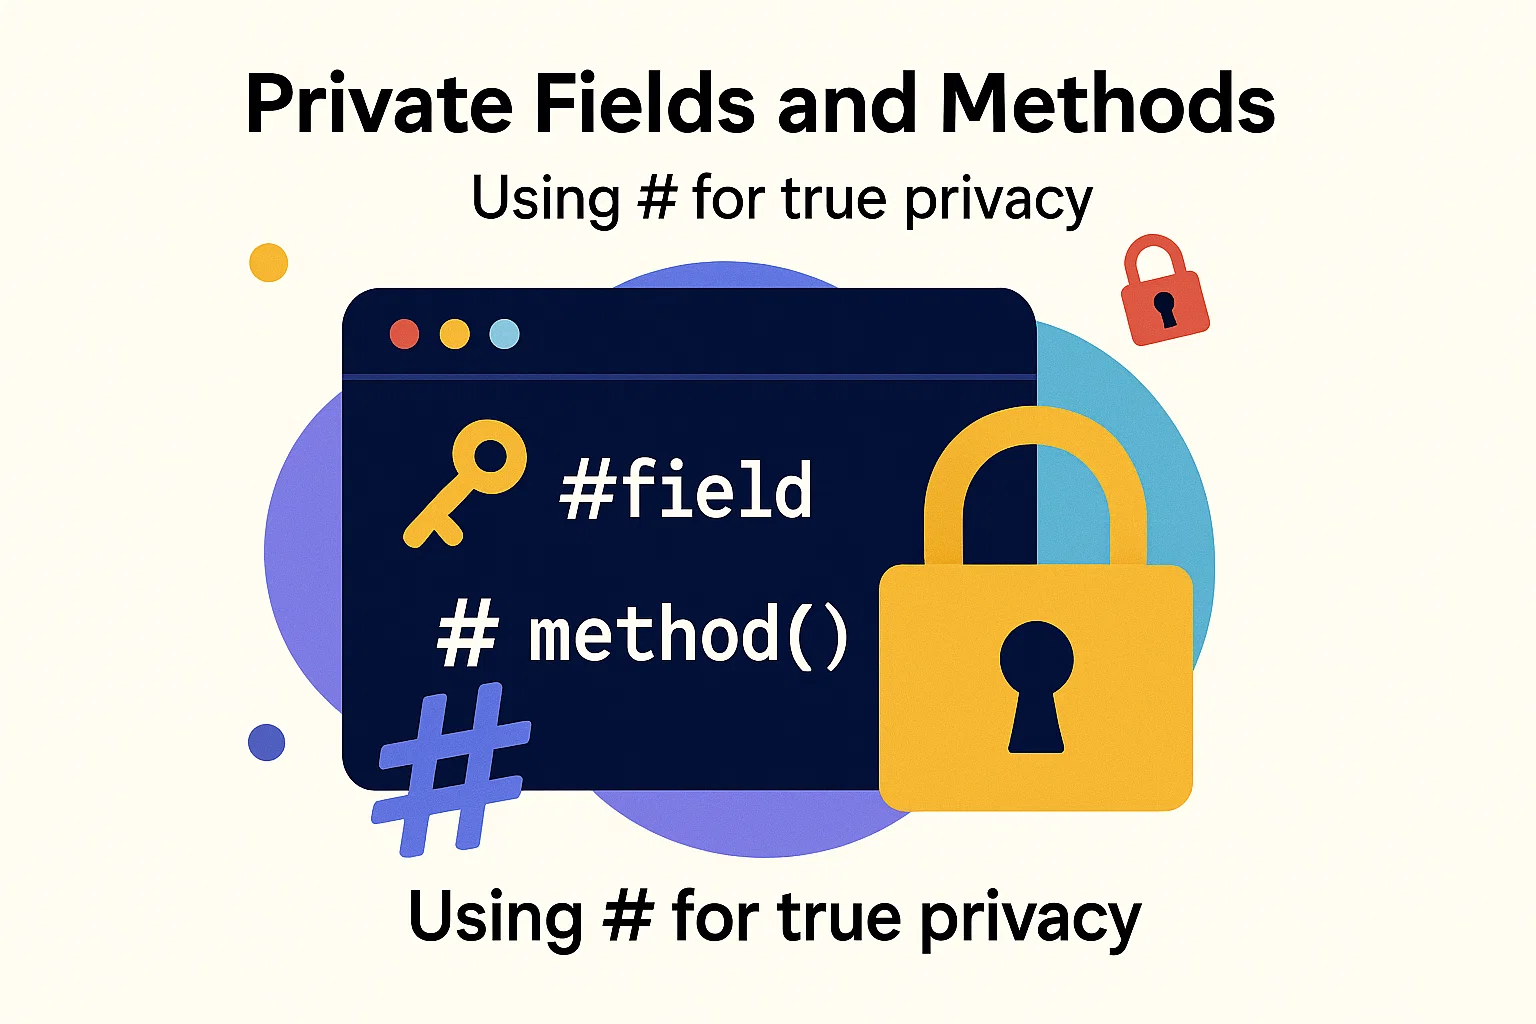 Private Fields and Methods
Using # for true privacy
#field
# method()
#
Using # for true privacy